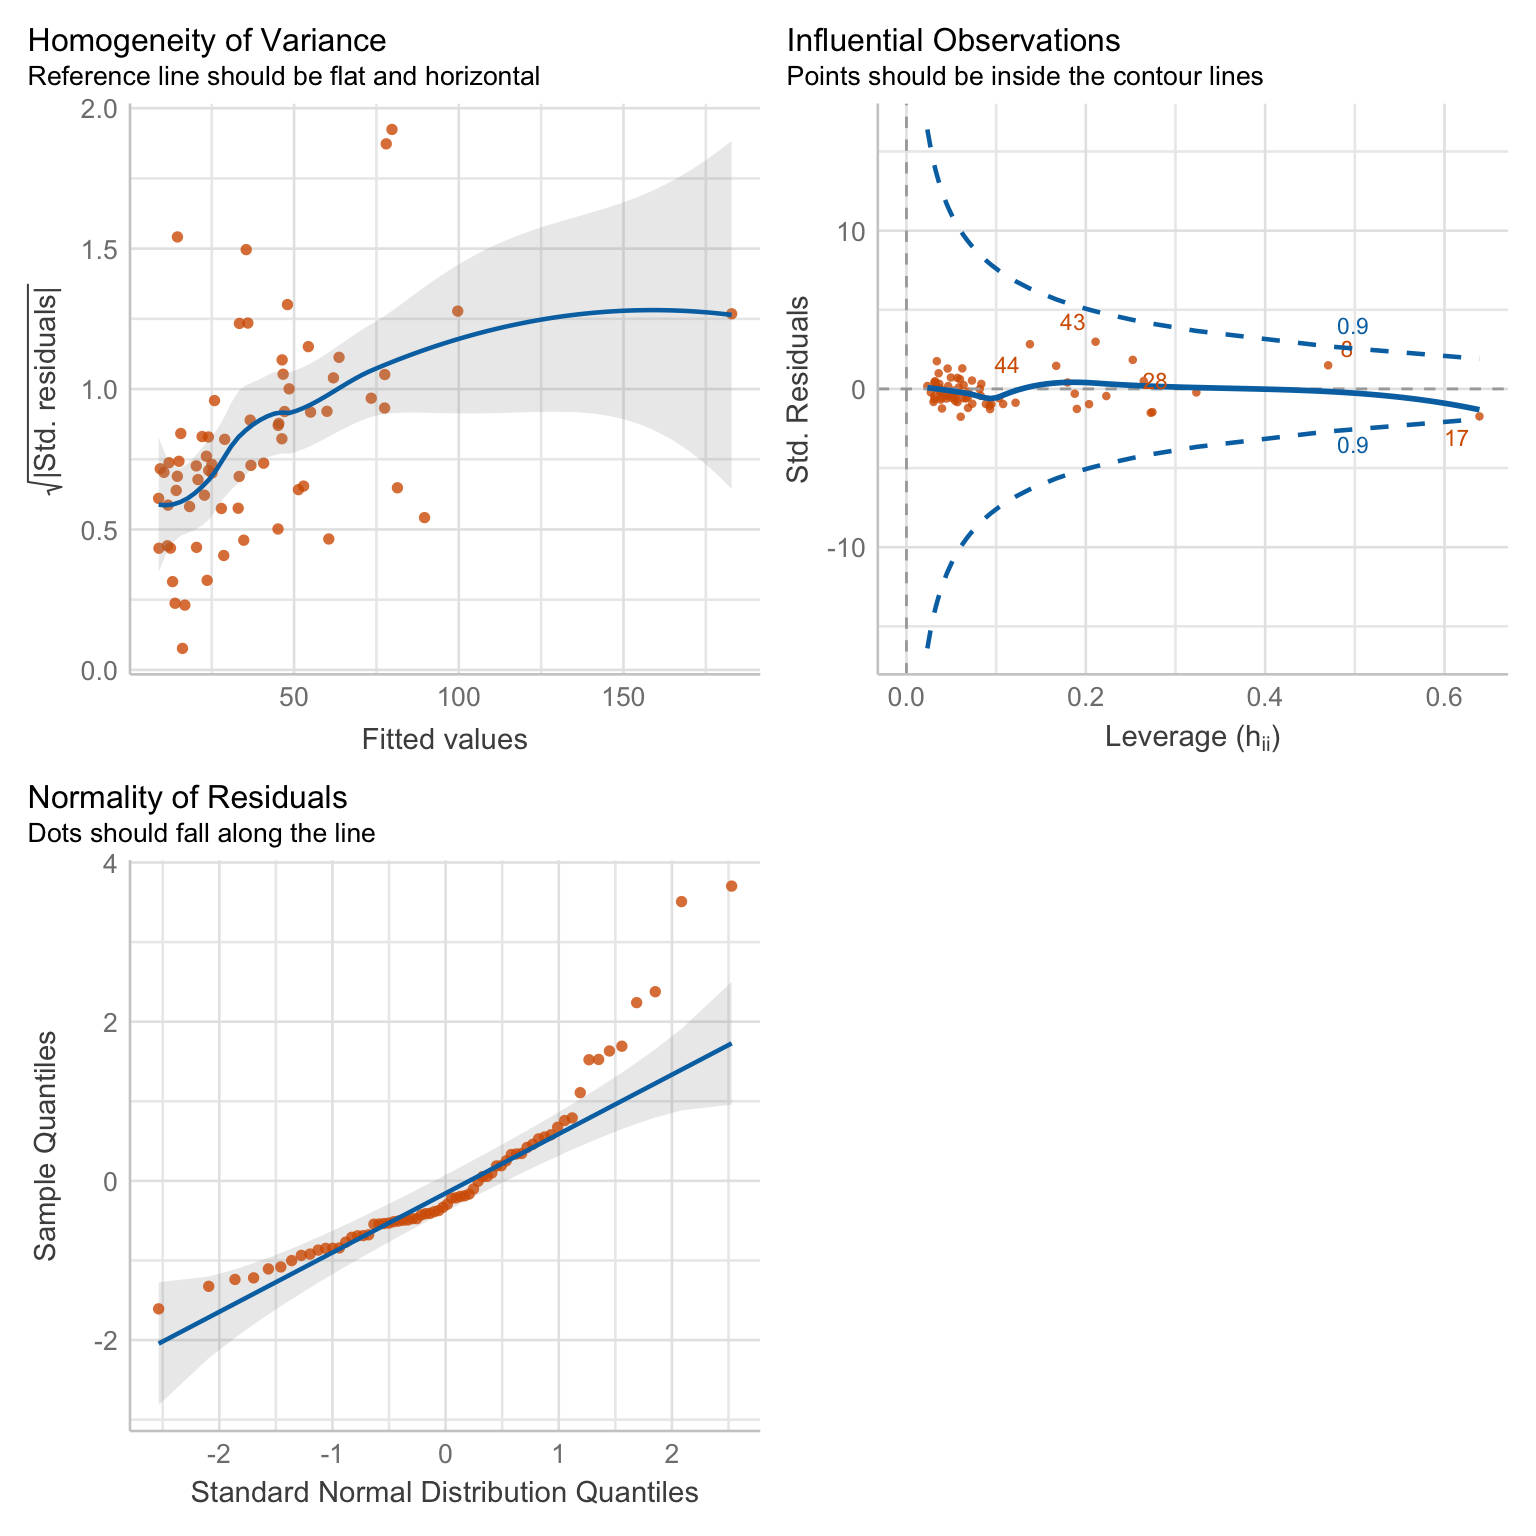 Homogeneity of Variance
Reference line should be flat and horizontal
2.0
1.5
1.0
0.5
0.0
√|Std. residuals|
50 100 150
Fitted values
Influential Observations
Points should be inside the contour lines
10
0
-10
Std. Residuals
43
44
28
0.9
8
0.9
17
0.0 0.2 0.4 0.6
Leverage (hii)
Normality of Residuals
Dots should fall along the line
4
2
0
-2
Sample Quantiles
-2 -1 0 1 2
Standard Normal Distribution Quantiles